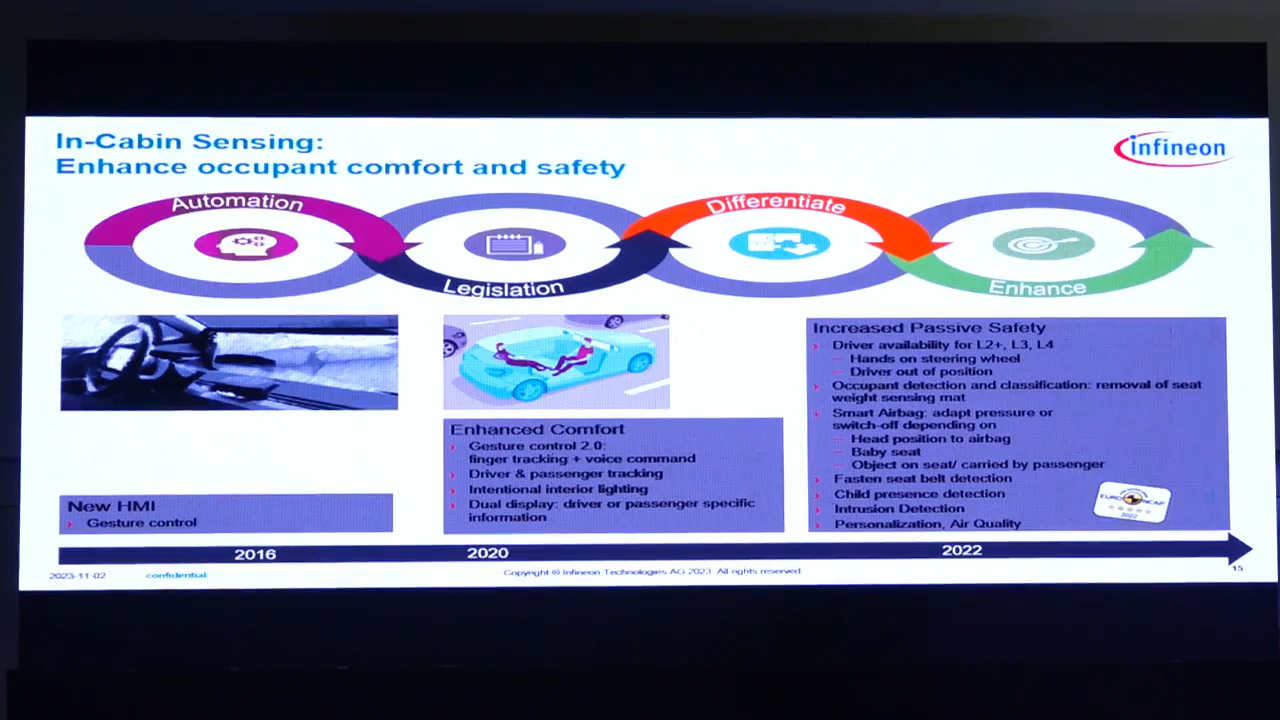 In-Cabin Sensing:
Enhance occupant comfort and safety
infineon
Automation
Legislation
Differentiate
Enhance
New HMI
Gesture control
Enhanced Comfort
Gesture control 2.0:
finger tracking + voice command
Driver & passenger tracking
Intentional interior lighting
Dual display: driver or passenger specific
information
Increased Passive Safety
Driver availability for L2+, L3, L4
Hands on steering wheel
Driver out of position
Occupant detection and classification: removal of seat
weight sensing mat
Smart Airbag: adapt pressure or
switch-off depending on
Head position to airbag
Baby seat
Object on seat/ carried by passenger
Fasten seat belt detection
Child presence detection
Intrusion Detection
Personalization, Air Quality
EURO NCAP
2022
2016
2020
2022
2023-11-02
confidential
Copyright © Infineon Technologies AG 2023. All rights reserved.
15